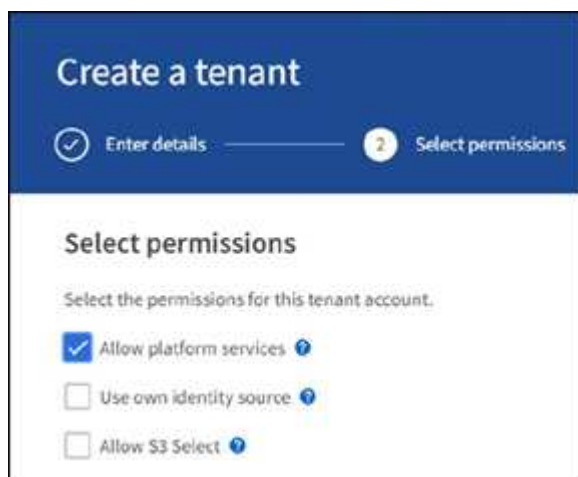 Create a tenant
Enter details
2 Select permissions
Select permissions
Select the permissions for this tenant account.
Allow platform services ?
Use own identity source ?
Allow S3 Select ?